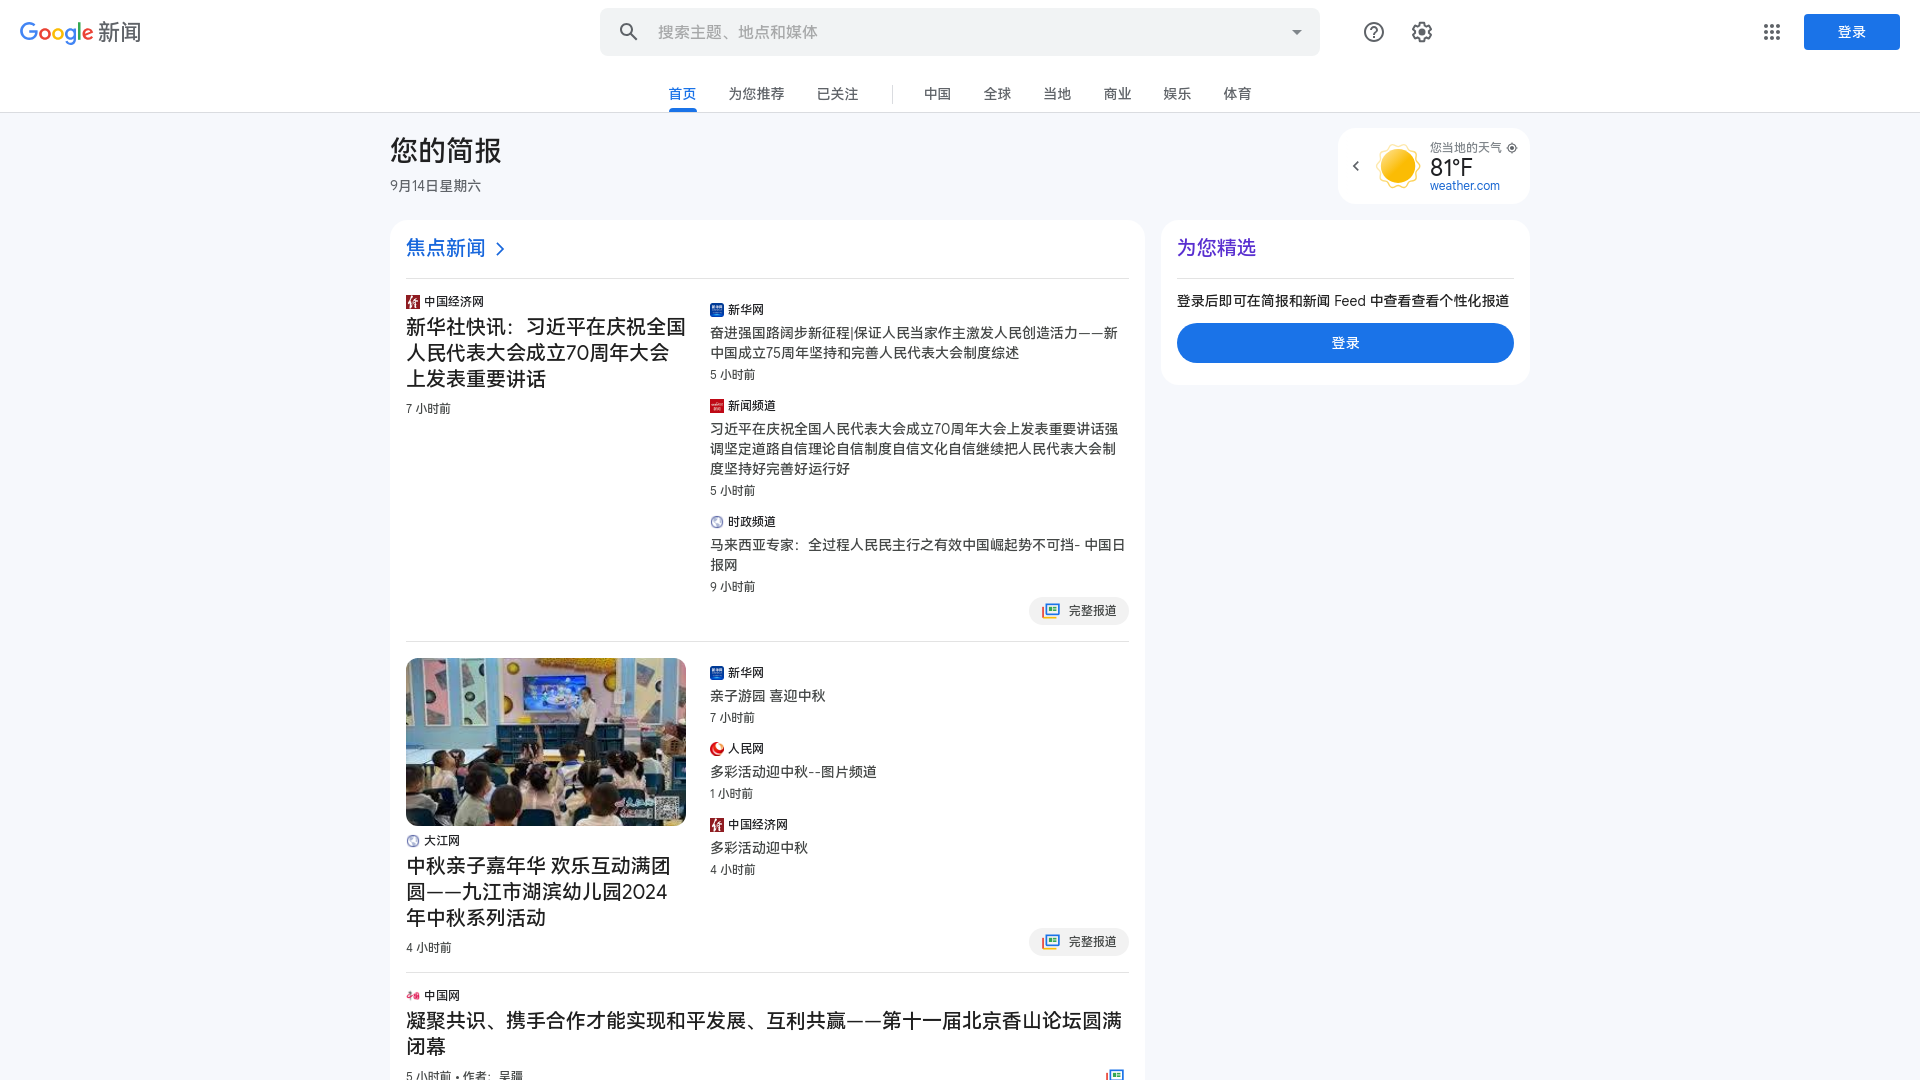 Google 新闻
搜索主题、地点和媒体
登录
首页
为您推荐
已关注
中国
全球
当地
商业
娱乐
体育
您的简报
9月14日星期六
您当地的天气
81°F
weather.com
焦点新闻
中国经济网
新华社快讯：习近平在庆祝全国
人民代表大会成立70周年大会
上发表重要讲话
7 小时前
新华网
奋进强国路阔步新征程|保证人民当家作主激发人民创造活力——新
中国成立75周年坚持和完善人民代表大会制度综述
5 小时前
新闻频道
习近平在庆祝全国人民代表大会成立70周年大会上发表重要讲话强
调坚定道路自信理论自信制度自信文化自信继续把人民代表大会制
度坚持好完善好运行好
5 小时前
时政频道
马来西亚专家：全过程人民民主行之有效中国崛起势不可挡- 中国日
报网
9 小时前
完整报道
大江网
中秋亲子嘉年华 欢乐互动满团
圆——九江市湖滨幼儿园2024
年中秋系列活动
4 小时前
新华网
亲子游园 喜迎中秋
7 小时前
人民网
多彩活动迎中秋--图片频道
1 小时前
中国经济网
多彩活动迎中秋
4 小时前
完整报道
中国网
凝聚共识、携手合作才能实现和平发展、互利共赢——第十一届北京香山论坛圆满
闭幕
5 小时前 • 作者：吴疆
为您精选
登录后即可在简报和新闻 Feed 中查看查看个性化报道
登录